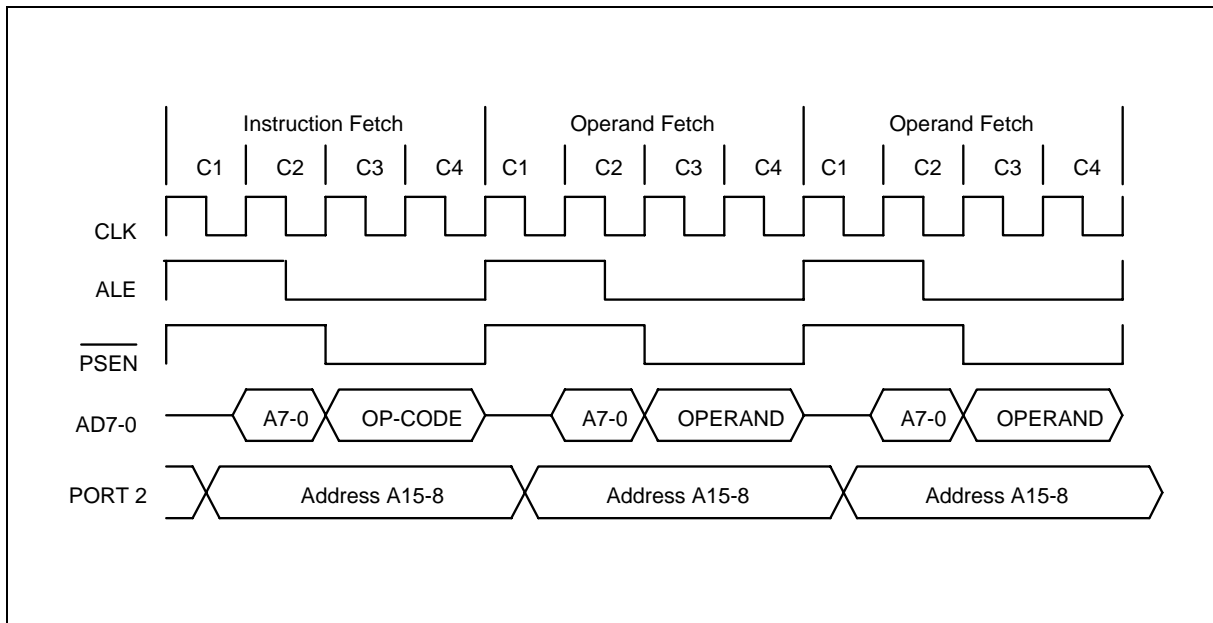 Instruction Fetch Operand Fetch Operand Fetch
C1 C2 C3 C4 C1 C2 C3 C4 C1 C2 C3 C4
CLK
ALE
PSEN
AD7-0 A7-0 OP-CODE A7-0 OPERAND A7-0 OPERAND
PORT 2 Address A15-8 Address A15-8 Address A15-8